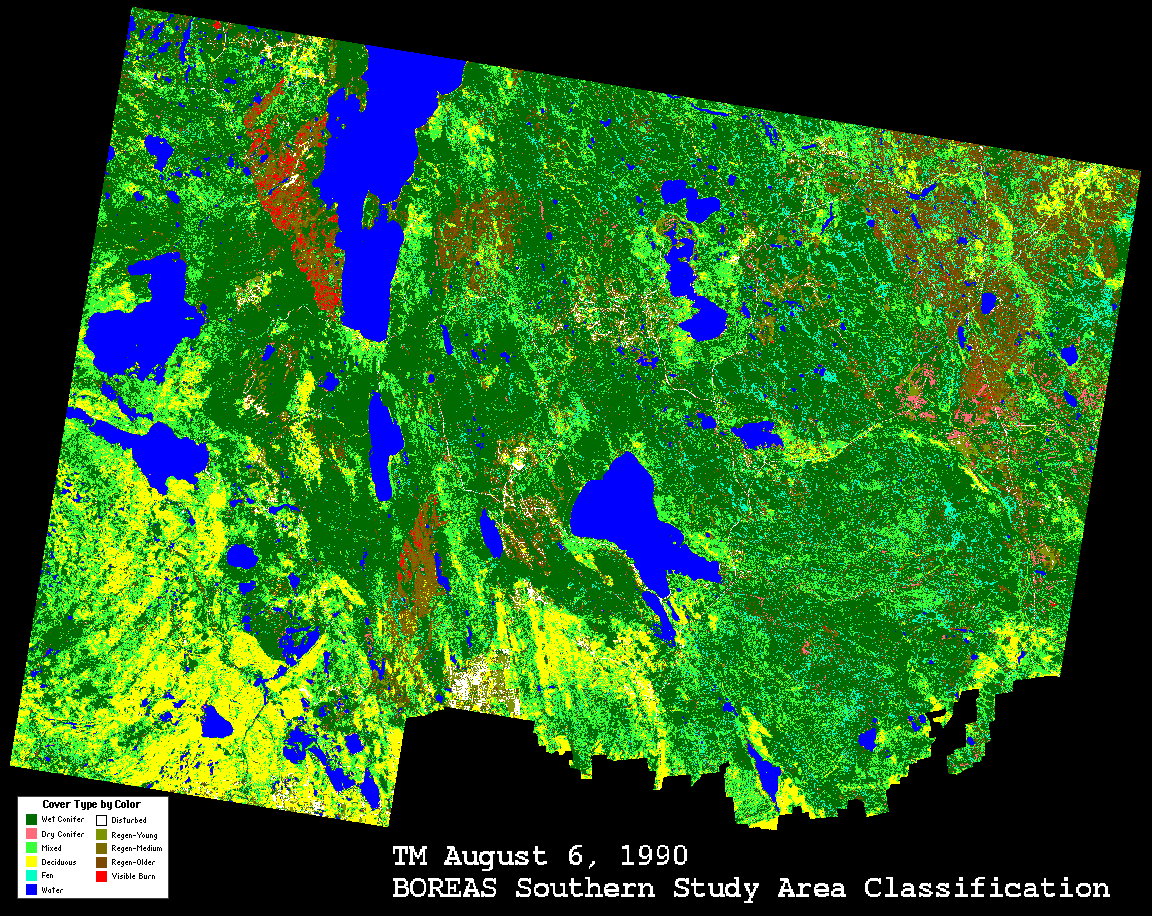 Cover Type by Color
Wet Conifer
Dry Conifer
Mixed
Deciduous
Fen
Water
Disturbed
Regen-Young
Regen-Medium
Regen-Older
Visible Burn
TM August 6, 1990
BOREAS Southern Study Area Classification